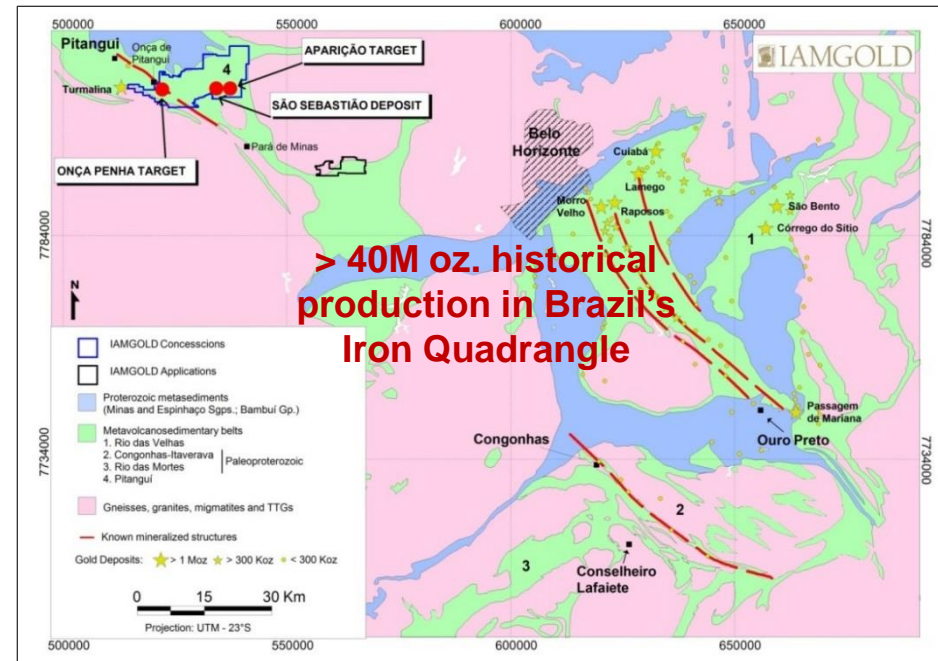 500000 550000 600000 650000
Pitangui
Onça de
Pitangui
Turmalina
4
APARIÇÃO TARGET
SÃO SEBASTIÃO DEPOSIT
ONÇA PENHA TARGET
Pará de Minas
IAMGOLD
Belo
Horizonte
Cuiabá
Lamego
Morro
Velho
Raposos
São Bento
Córrego do Sítio
1
7784000
7784000
> 40M oz. historical
production in Brazil's
Iron Quadrangle
N
IAMGOLD Concesscions
IAMGOLD Applications
Proterozoic metasediments
(Minas and Espinhaço Sgps.; Bambuí Gp.)
Metavolcanosedimentary belts
1. Rio das Velhas
2. Congonhas-Itaverava
3. Rio das Mortes
4. Pitanguí
Paleoproterozoic
Gneisses, granites, migmatites and TTGs
Known mineralized structures
Gold Deposits: > 1 Moz > 300 Koz < 300 Koz
0 15 30 Km
Projection: UTM - 23°S
Passagem
de Mariana
Ouro Preto
Congonhas
7734000
7734000
2
3
Conselheiro
Lafaiete
500000 550000 600000 650000